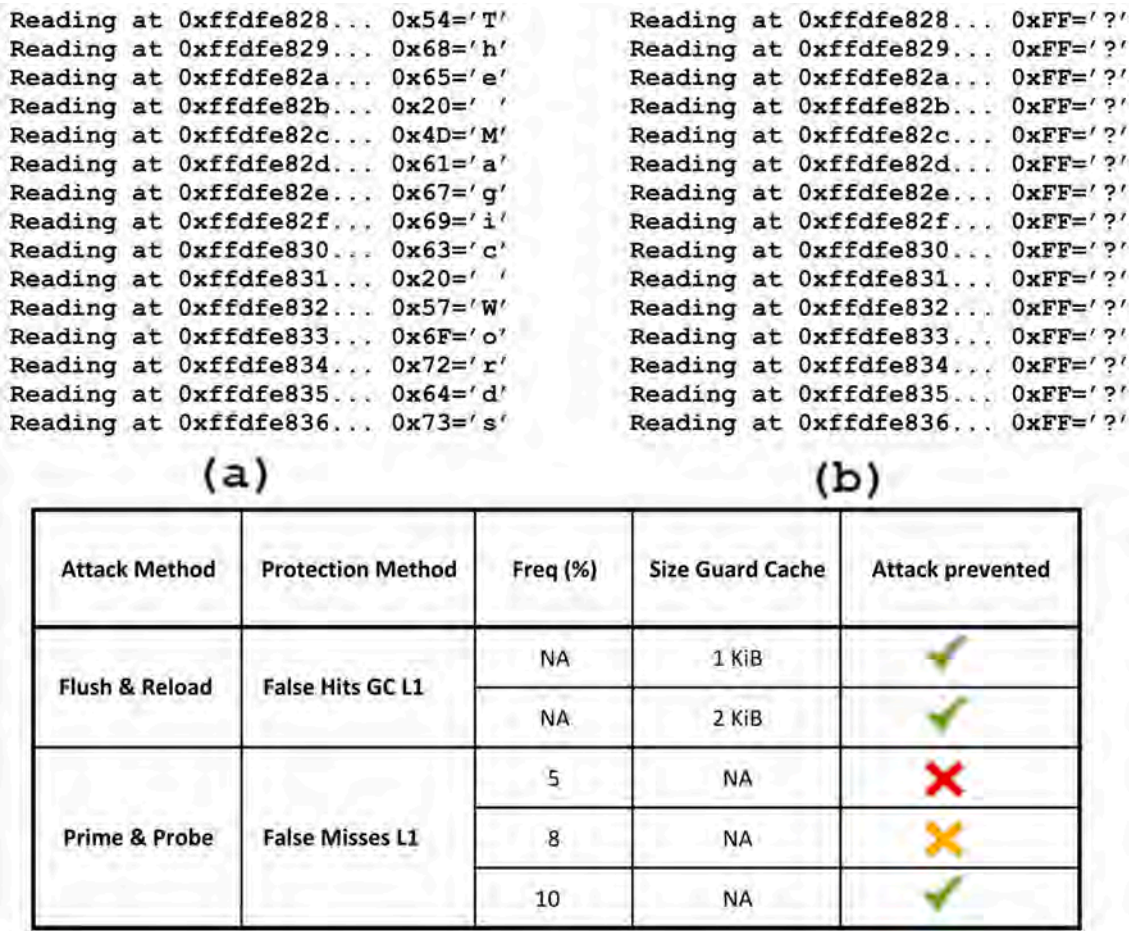 Reading at 0xffdfe828... 0x54='T'
Reading at 0xffdfe829... 0x68='h'
Reading at 0xffdfe82a... 0x65='e'
Reading at 0xffdfe82b... 0x20=' '
Reading at 0xffdfe82c... 0x4D='M'
Reading at 0xffdfe82d... 0x61='a'
Reading at 0xffdfe82e... 0x67='g'
Reading at 0xffdfe82f... 0x69='i'
Reading at 0xffdfe830... 0x63='c'
Reading at 0xffdfe831... 0x20=' '
Reading at 0xffdfe832... 0x57='W'
Reading at 0xffdfe833... 0x6F='o'
Reading at 0xffdfe834... 0x72='r'
Reading at 0xffdfe835... 0x64='d'
Reading at 0xffdfe836... 0x73='s'
(a)
Reading at 0xffdfe828... 0xFF='?'
Reading at 0xffdfe829... 0xFF='?'
Reading at 0xffdfe82a... 0xFF='?'
Reading at 0xffdfe82b... 0xFF='?'
Reading at 0xffdfe82c... 0xFF='?'
Reading at 0xffdfe82d... 0xFF='?'
Reading at 0xffdfe82e... 0xFF='?'
Reading at 0xffdfe82f... 0xFF='?'
Reading at 0xffdfe830... 0xFF='?'
Reading at 0xffdfe831... 0xFF='?'
Reading at 0xffdfe832... 0xFF='?'
Reading at 0xffdfe833... 0xFF='?'
Reading at 0xffdfe834... 0xFF='?'
Reading at 0xffdfe835... 0xFF='?'
Reading at 0xffdfe836... 0xFF='?'
(b)
Attack Method Protection Method Freq (%) Size Guard Cache Attack prevented
Flush & Reload False Hits GC L1
NA 1 KiB
NA 2 KiB
Prime & Probe False Misses L1
5 NA
8 NA
10 NA